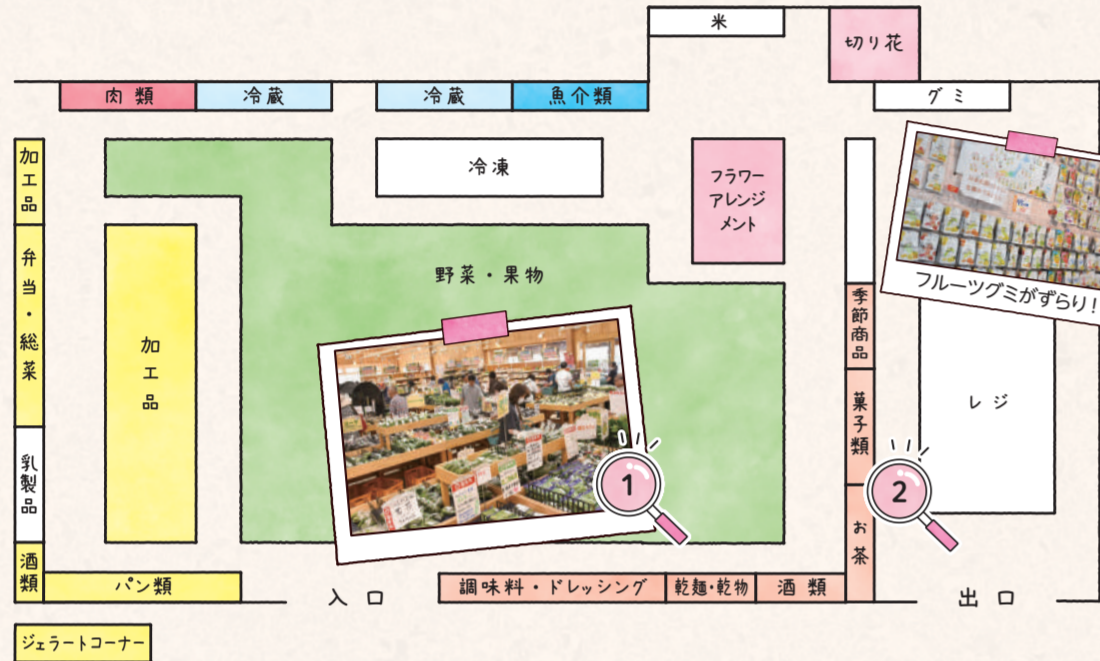 米
切り花
肉類
冷蔵
冷蔵
魚介類
グミ
加工品
冷凍
フラワー
アレンジ
メント
弁当・総菜
野菜・果物
加工品
フルーツグミがずらり!
季節商品
菓子類
レジ
乳製品
1
2
お茶
酒類
パン類
入口
調味料・ドレッシング
乾麺・乾物
酒類
出口
ジェラートコーナー